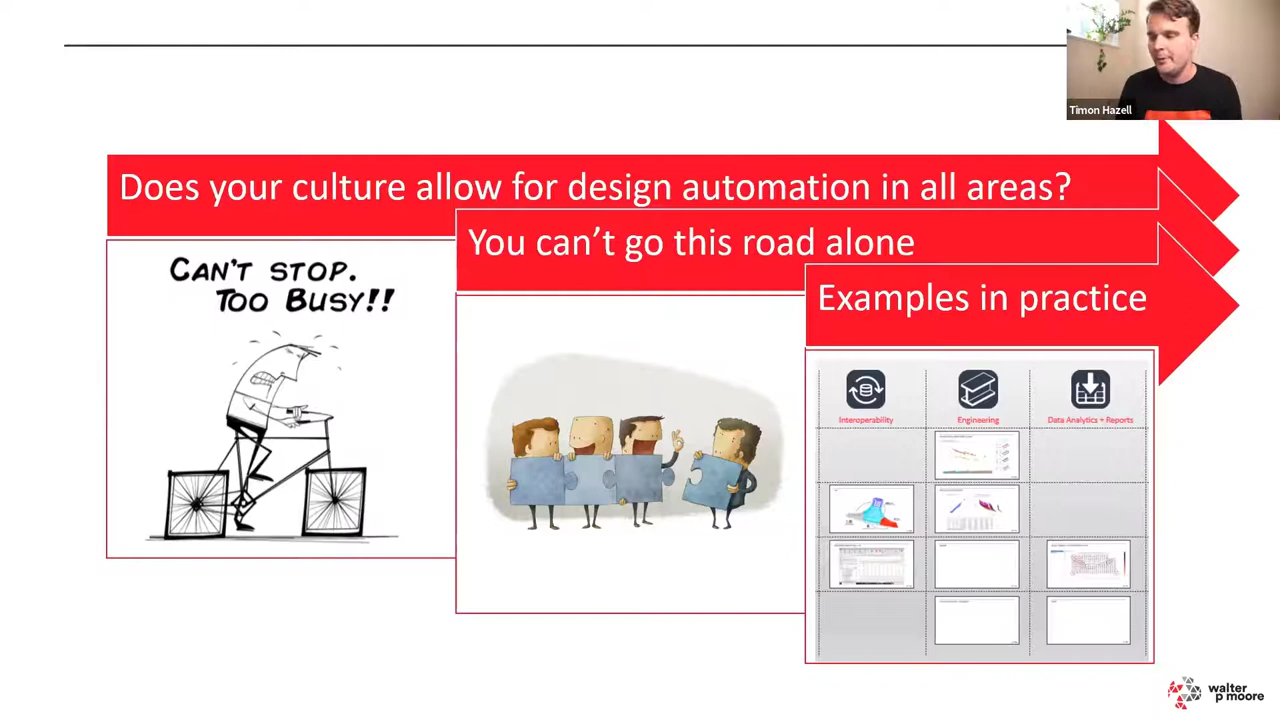 Timon Hazell
Does your culture allow for design automation in all areas?
You can't go this road alone
Examples in practice
CAN'T STOP.
TOO BUSY!!
Interoperability
Engineering
Data Analytics + Reports
walter
p moore